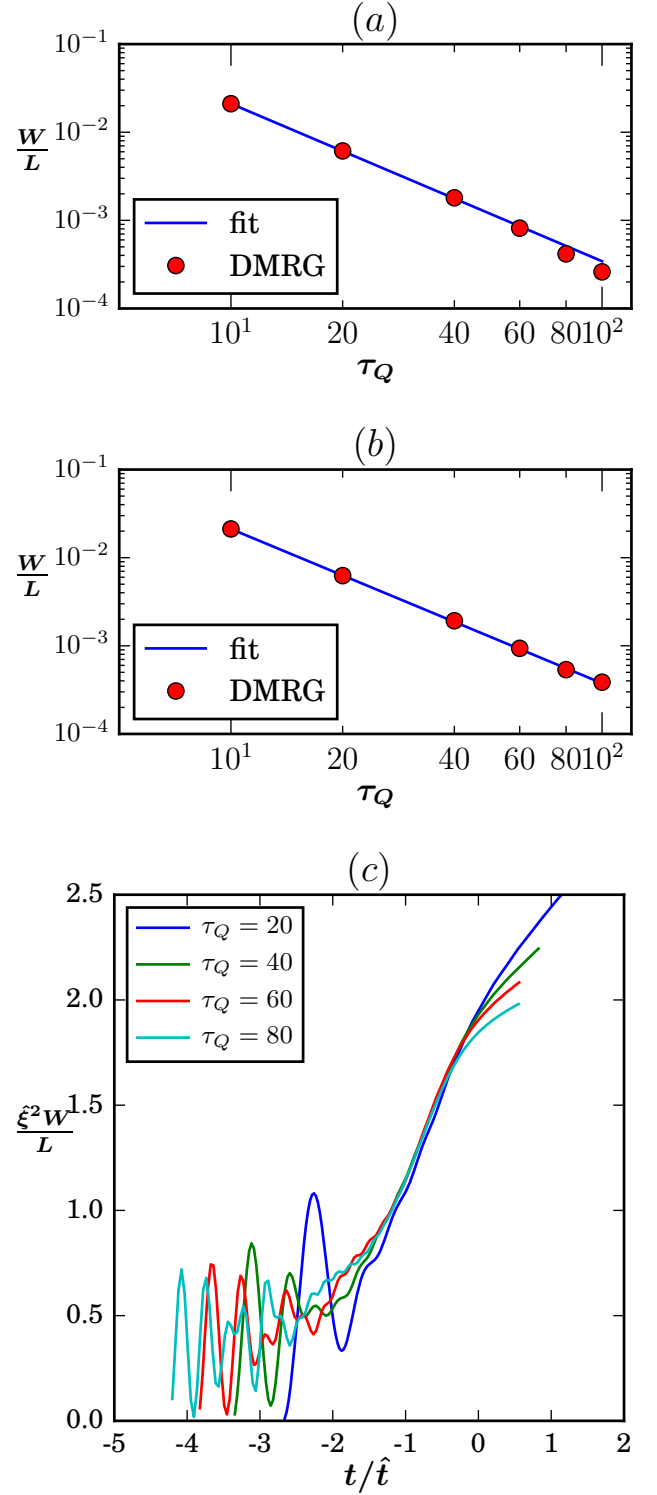 (a)
10⁻¹
10⁻²
W/L
10⁻³
10⁻⁴
fit
DMRG
10¹ 20 40 60 80 10²
τ_Q
(b)
10⁻¹
10⁻²
W/L
10⁻³
10⁻⁴
fit
DMRG
10¹ 20 40 60 80 10²
τ_Q
(c)
2.5
τ_Q = 20
τ_Q = 40
τ_Q = 60
τ_Q = 80
2.0
1.5
ξ̂²W/L
1.0
0.5
0.0
-5 -4 -3 -2 -1 0 1 2
t/t̂